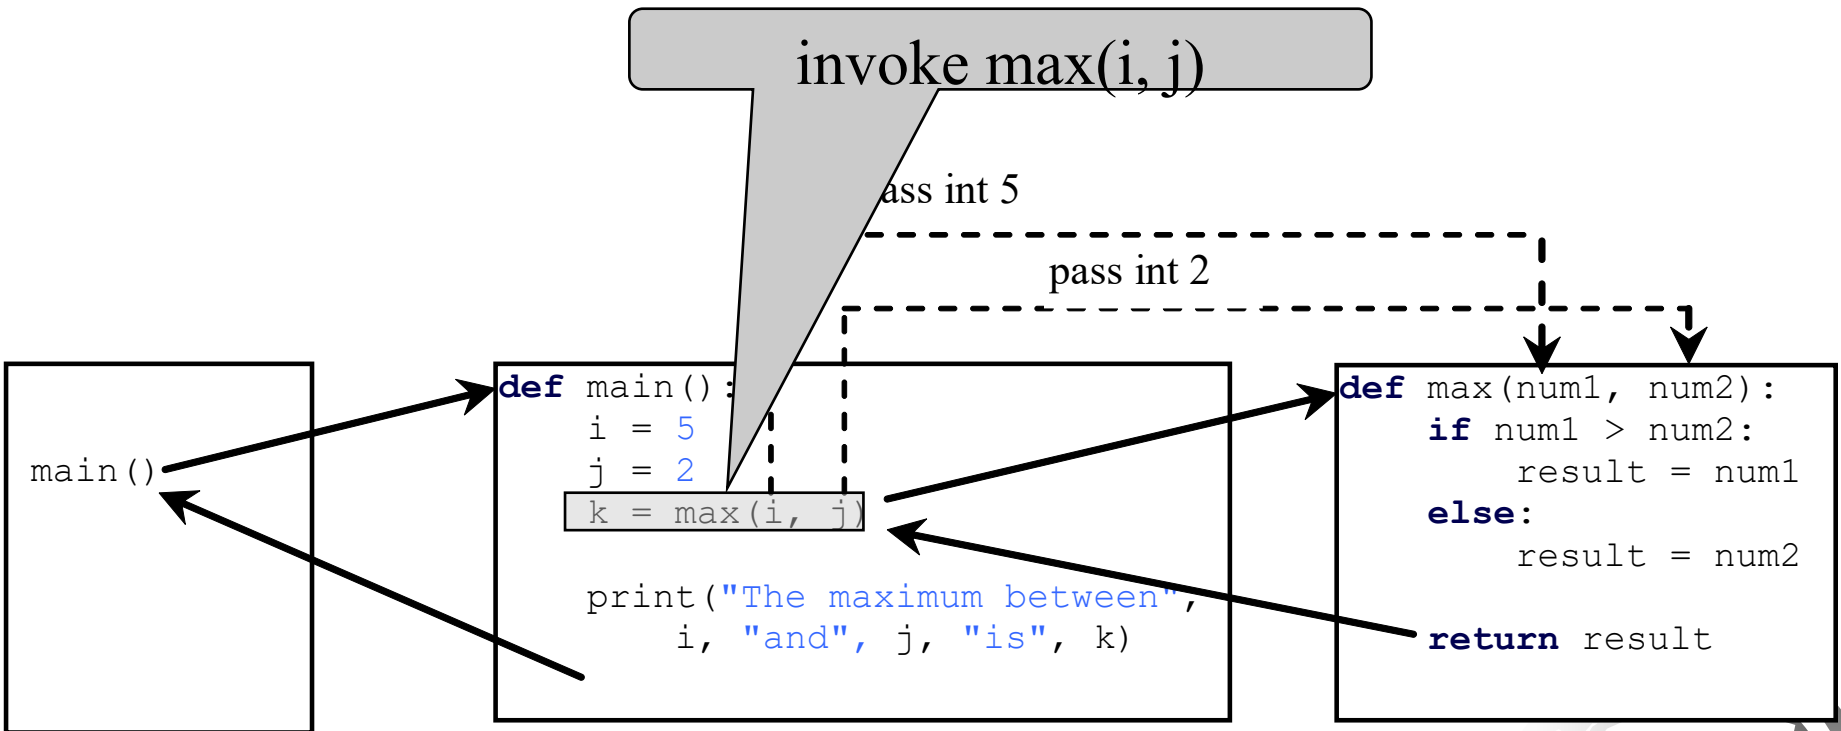 invoke max(i, j)
ass int 5
pass int 2
main()
def main():
    i = 5
    j = 2
    k = max(i, j)
    print("The maximum between",
        i, "and", j, "is", k)
def max(num1, num2):
    if num1 > num2:
        result = num1
    else:
        result = num2
    return result